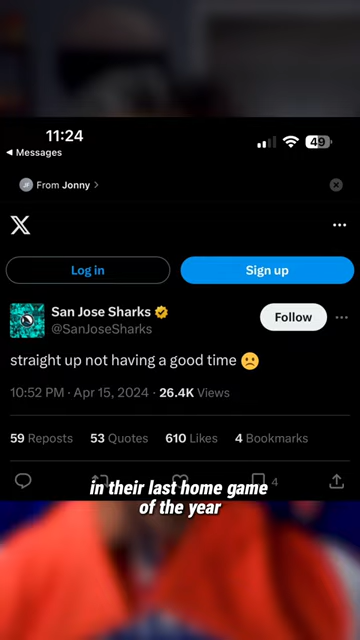 11:24
49
Messages
JF From Jonny
Log in
Sign up
San Jose Sharks
@SanJoseSharks
Follow
straight up not having a good time ☹️
10:52 PM · Apr 15, 2024 · 26.4K Views
59 Reposts 53 Quotes 610 Likes 4 Bookmarks
4
in their last home game
of the year